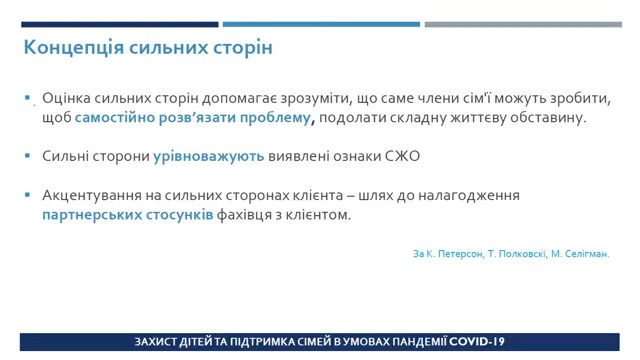 Концепція сильних сторін
▪ Оцінка сильних сторін допомагає зрозуміти, що саме члени сім'ї можуть зробити,
щоб самостійно розв’язати проблему, подолати складну життєву обставину.
▪ Сильні сторони урівноважують виявлені ознаки СЖО
▪ Акцентування на сильних сторонах клієнта – шлях до налагодження
партнерських стосунків фахівця з клієнтом.
За К. Петерсон, Т. Полковскі, М. Селігман.
ЗАХИСТ ДІТЕЙ ТА ПІДТРИМКА СІМЕЙ В УМОВАХ ПАНДЕМІЇ COVID-19